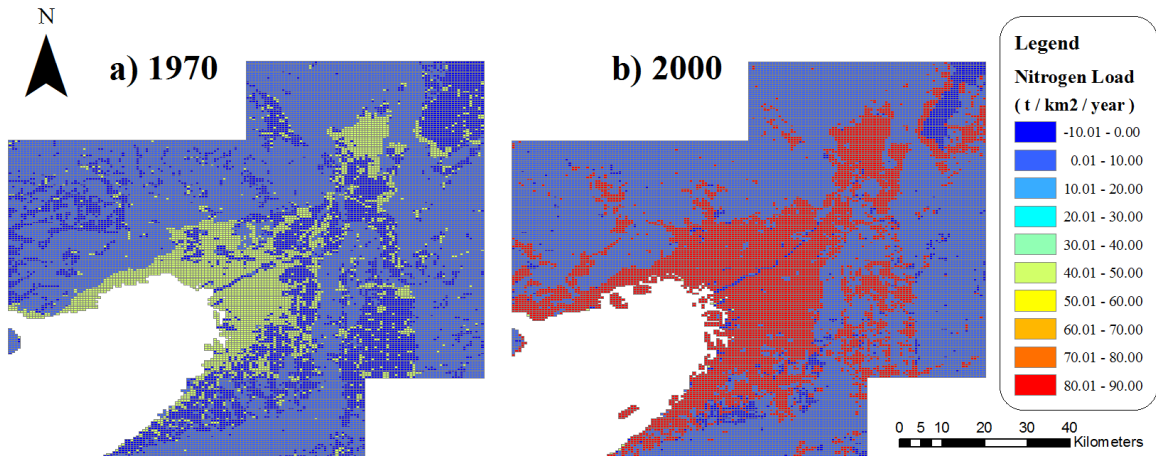 N
a) 1970
b) 2000
Legend
Nitrogen Load
( t / km2 / year )
-10.01 - 0.00
0.01 - 10.00
10.01 - 20.00
20.01 - 30.00
30.01 - 40.00
40.01 - 50.00
50.01 - 60.00
60.01 - 70.00
70.01 - 80.00
80.01 - 90.00
0 5 10 20 30 40
Kilometers